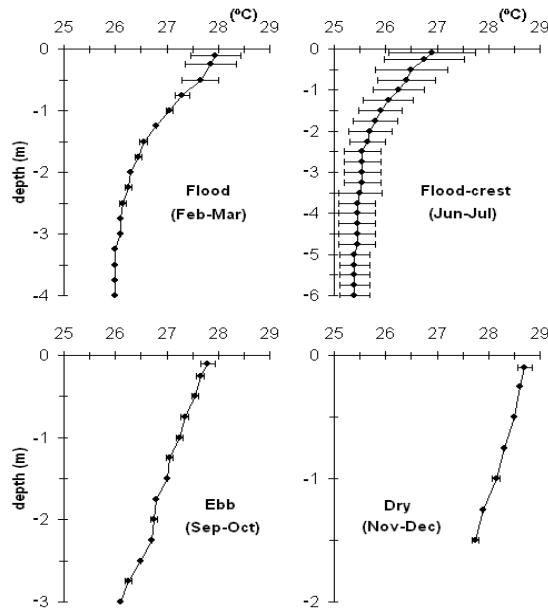 (ºC) (ºC)
25 26 27 28 29 25 26 27 28 29
0 0
-1 -1
-2 -2
-3 -3
-4 -4
-5
-6
depth (m)
Flood
(Feb-Mar)
Flood-crest
(Jun-Jul)
25 26 27 28 29 25 26 27 28 29
0 0
-1 -1
-2 -2
-3
depth (m)
Ebb
(Sep-Oct)
Dry
(Nov-Dec)